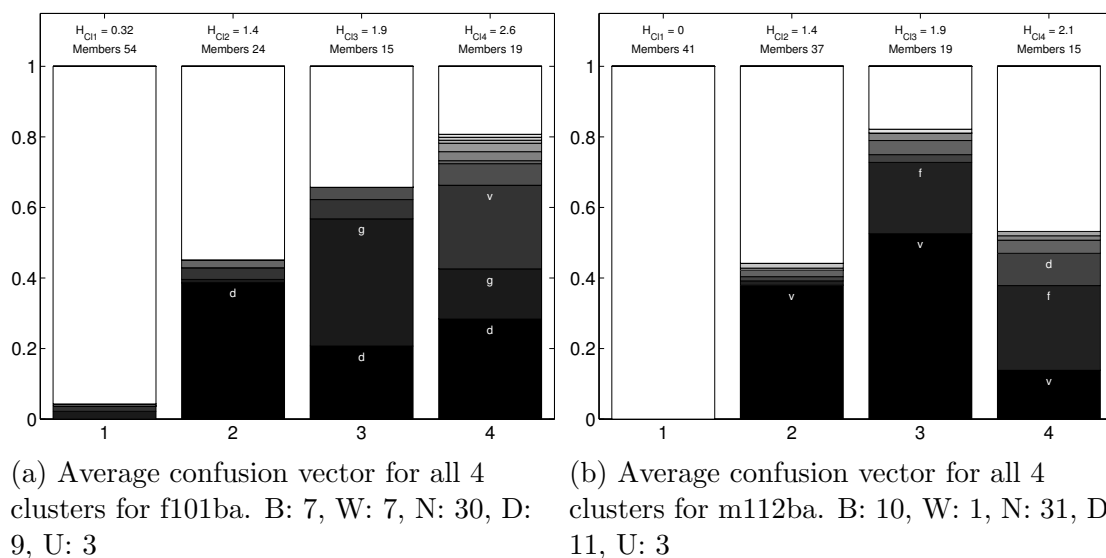 H_Cl1 = 0.32 H_Cl2 = 1.4 H_Cl3 = 1.9 H_Cl4 = 2.6
Members 54 Members 24 Members 15 Members 19
1
0.8
0.6
0.4
0.2
0
d
g
d
v
g
d
1 2 3 4
(a) Average confusion vector for all 4
clusters for f101ba. B: 7, W: 7, N: 30, D:
9, U: 3
H_Cl1 = 0 H_Cl2 = 1.4 H_Cl3 = 1.9 H_Cl4 = 2.1
Members 41 Members 37 Members 19 Members 15
1
0.8
0.6
0.4
0.2
0
v
f
v
d
f
v
1 2 3 4
(b) Average confusion vector for all 4
clusters for m112ba. B: 10, W: 1, N: 31, D
11, U: 3